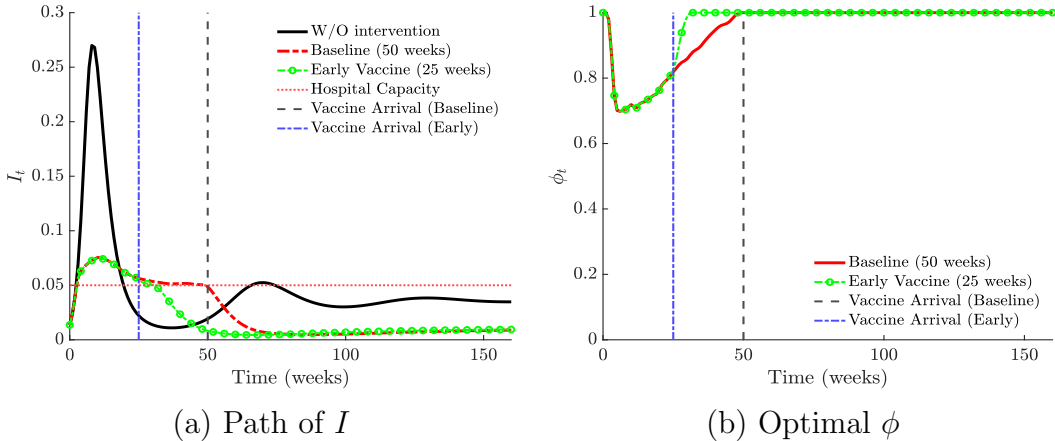 0.3
0.25
0.2
0.15
0.1
0.05
0
I_t
0
50
100
150
Time (weeks)
W/O intervention
Baseline (50 weeks)
Early Vaccine (25 weeks)
Hospital Capacity
Vaccine Arrival (Baseline)
Vaccine Arrival (Early)
(a) Path of I
1
0.8
0.6
0.4
0.2
0
ϕ_t
0
50
100
150
Time (weeks)
Baseline (50 weeks)
Early Vaccine (25 weeks)
Vaccine Arrival (Baseline)
Vaccine Arrival (Early)
(b) Optimal ϕ